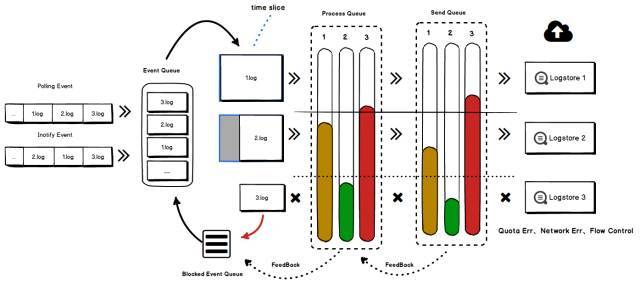 time slice
Process Queue
Send Queue
1 2 3
1 2 3
Event Queue
Polling Event
... 1.log 2.log 3.log
Inotify Event
... 2.log 1.log 3.log
3.log
2.log
1.log
....
1.log
2.log
3.log
Logstore 1
Logstore 2
Logstore 3
Quota Err、Network Err、Flow Control
Blocked Event Queue
FeedBack
FeedBack